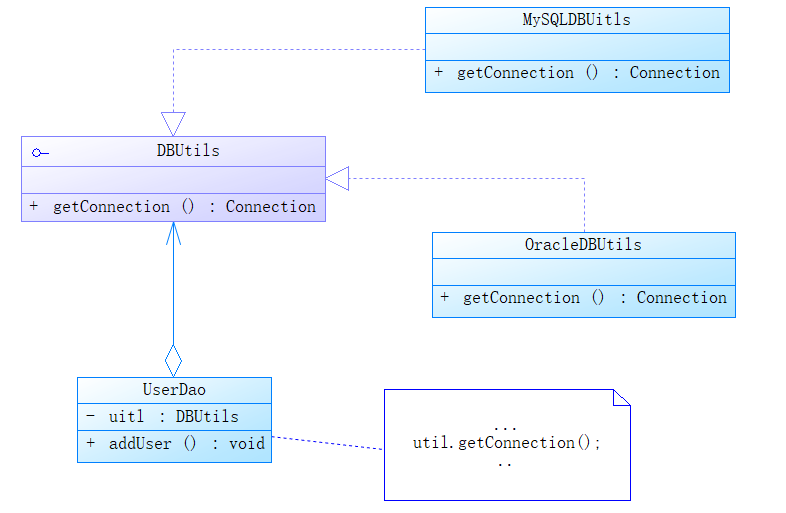 MySQLDBUitls
+ getConnection () : Connection
DBUtils
+ getConnection () : Connection
OracleDBUtils
+ getConnection () : Connection
UserDao
- uitl : DBUtils
+ addUser () : void
...
util.getConnection();
..